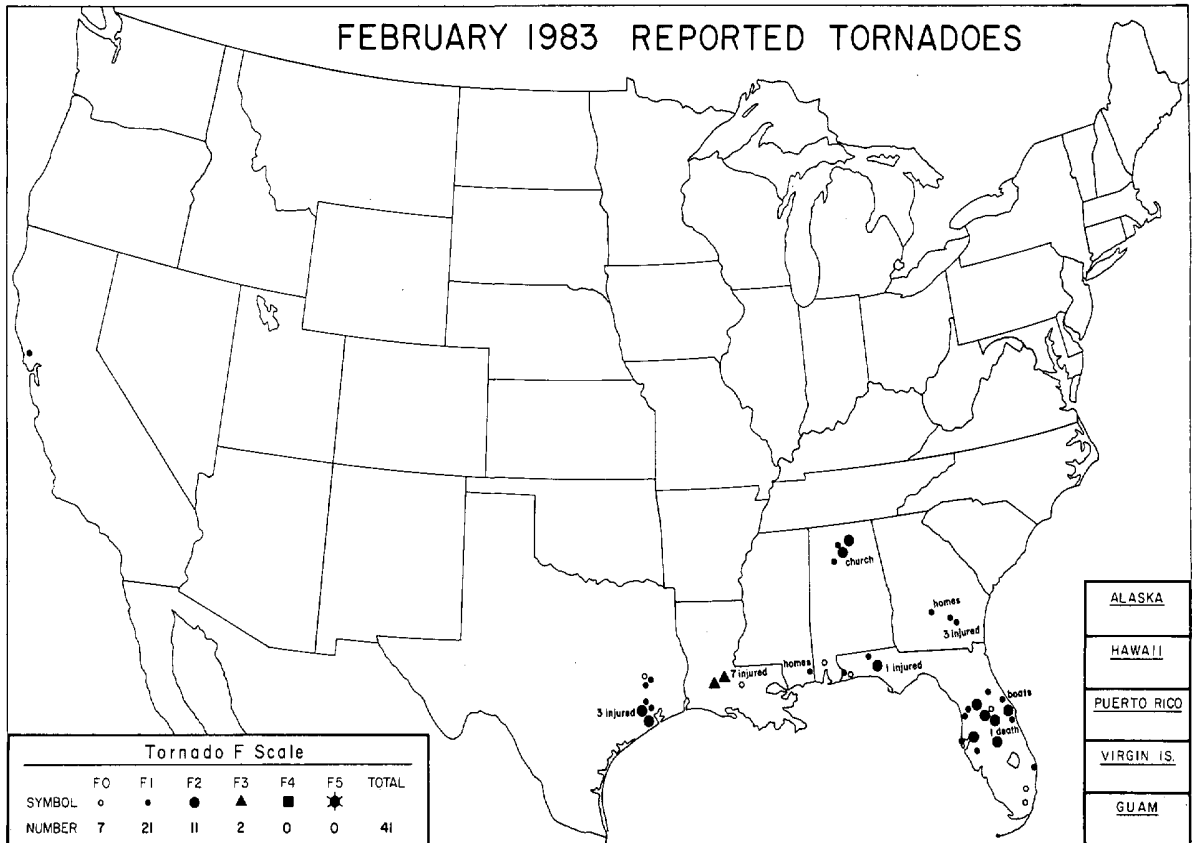 FEBRUARY 1983 REPORTED TORNADOES
church
homes
3 injured
ALASKA
HAWAII
PUERTO RICO
VIRGIN IS.
GUAM
homes
7 injured
1 injured
3 injured
boats
1 death
Tornado F Scale
F0 F1 F2 F3 F4 F5 TOTAL
SYMBOL
NUMBER 7 21 11 2 0 0 41